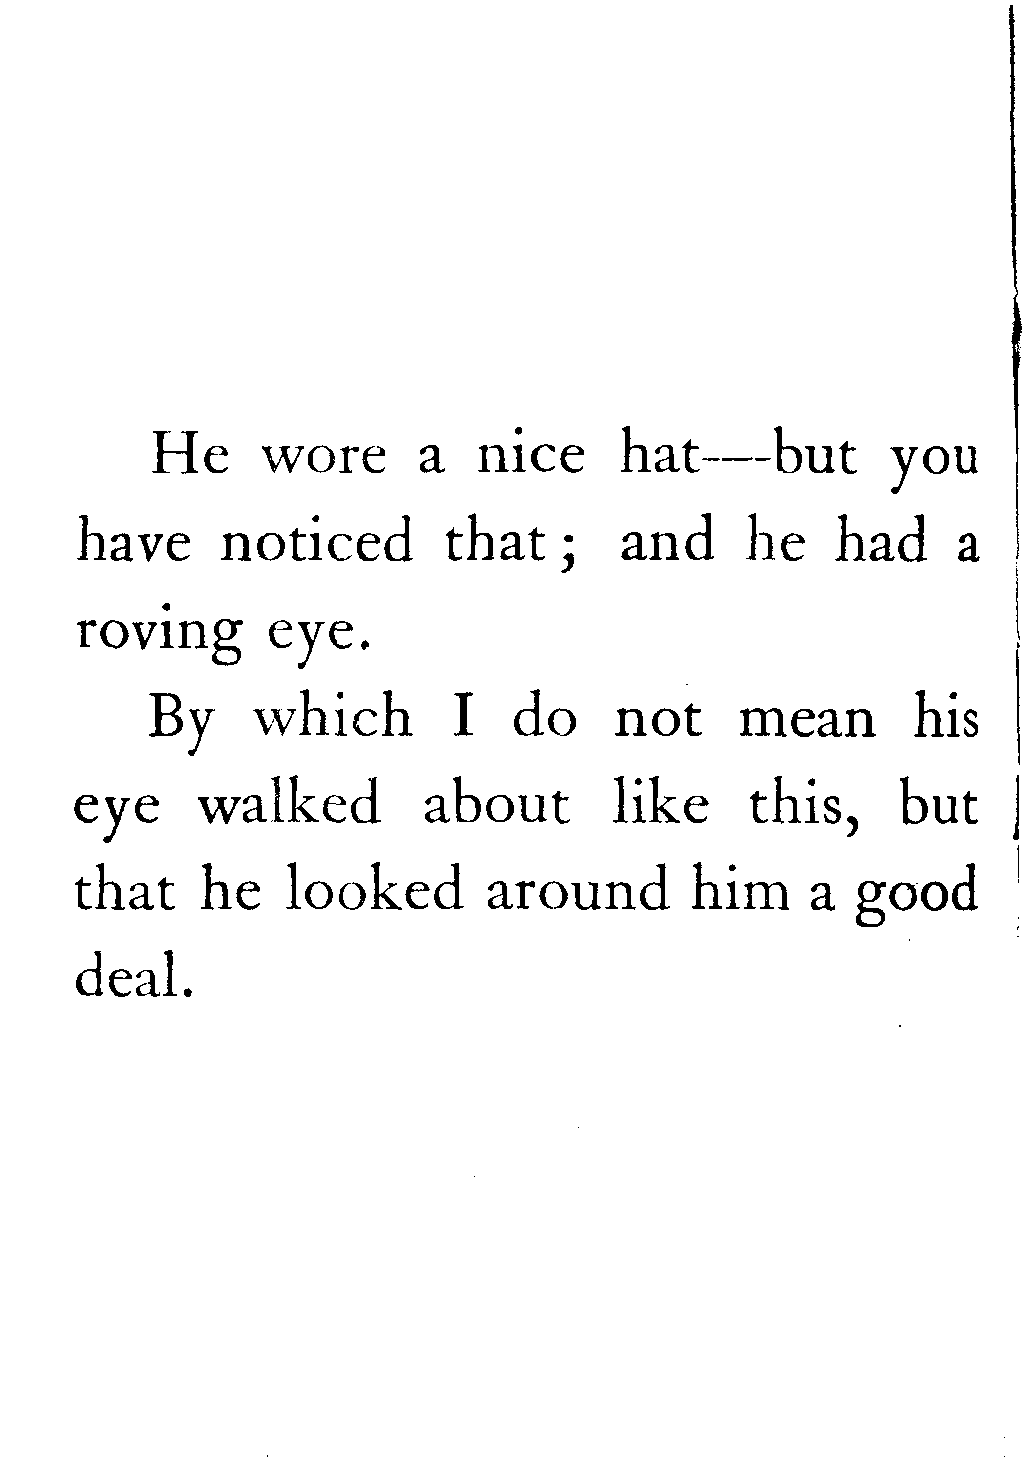 He wore a nice hat—but you
have noticed that; and he had a
roving eye.
By which I do not mean his
eye walked about like this, but
that he looked around him a good
deal.